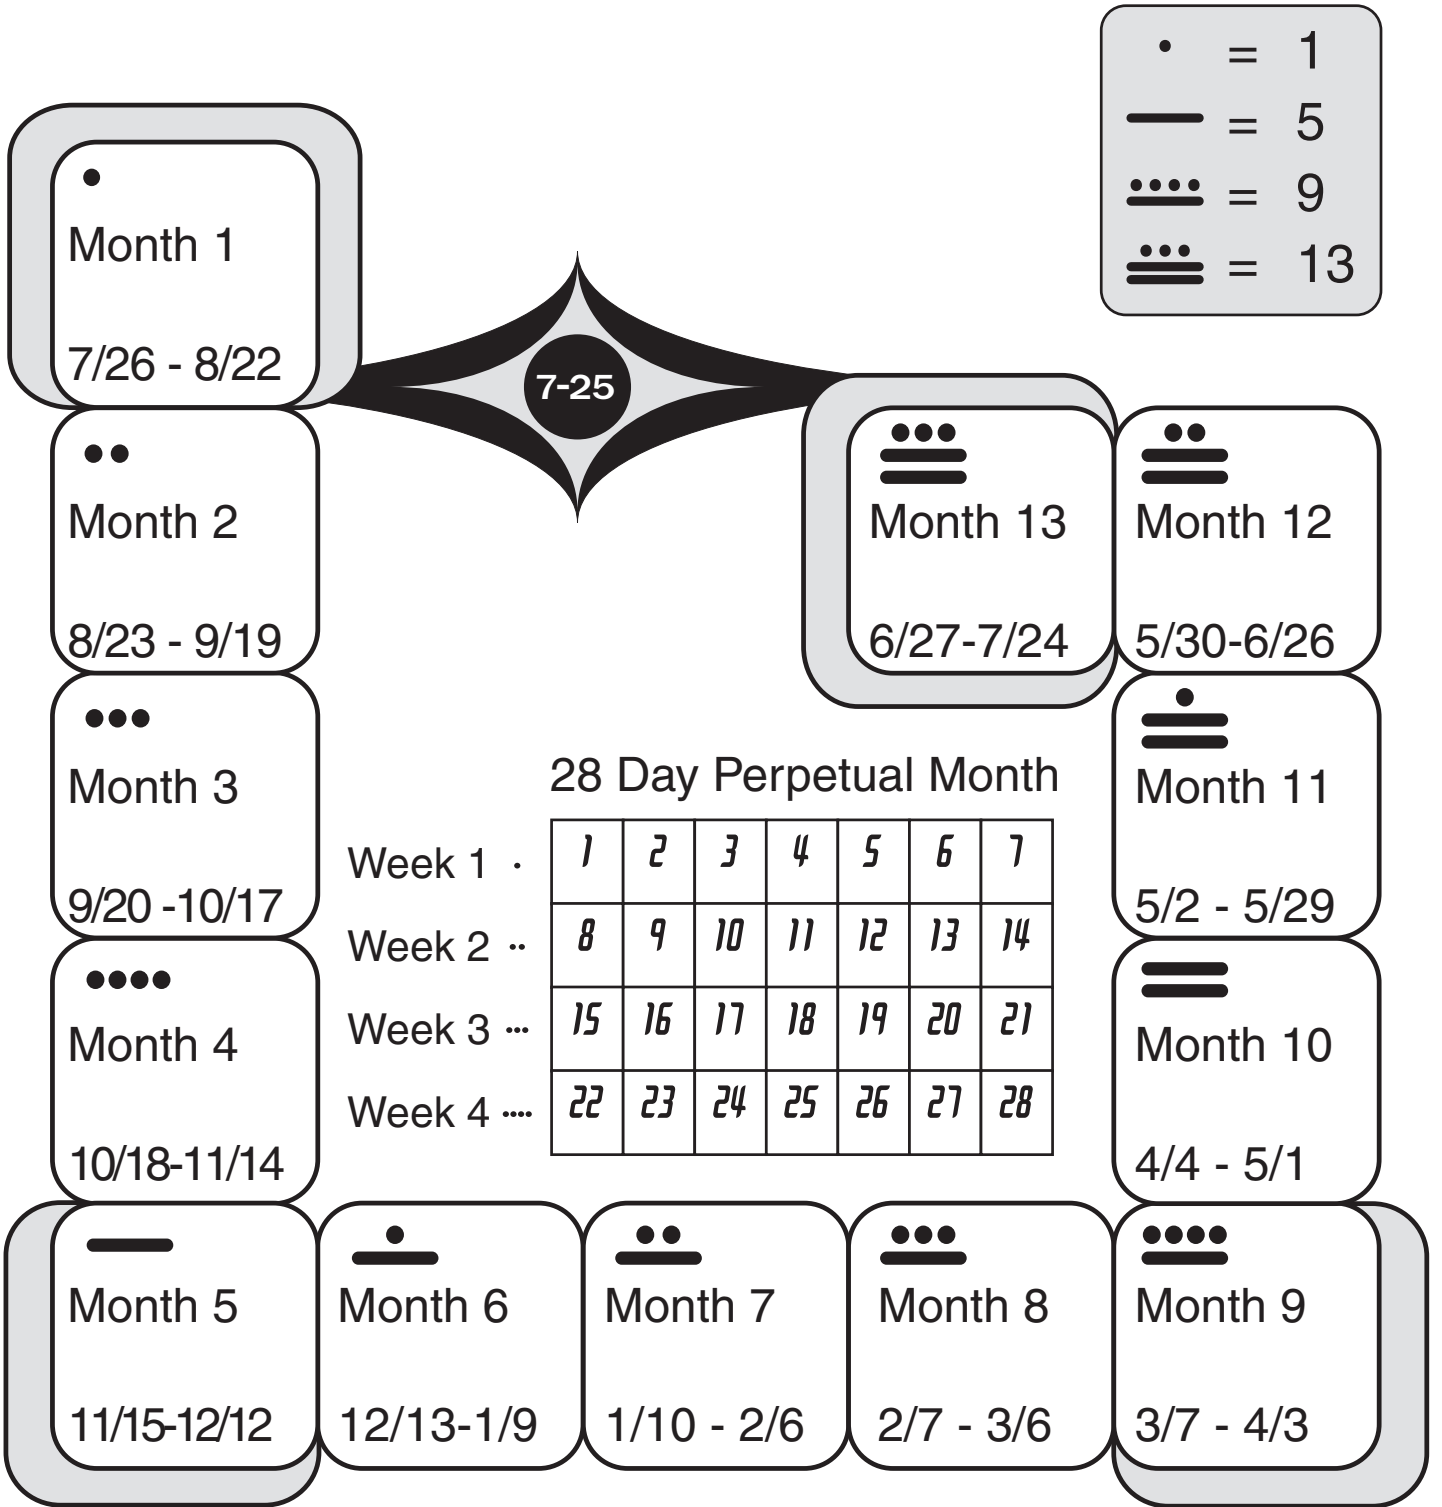 = 1
= 5
= 9
= 13
Month 1
7/26 - 8/22
7-25
Month 2
8/23 - 9/19
Month 3
9/20 -10/17
Month 4
10/18-11/14
Month 5
11/15-12/12
Month 6
12/13-1/9
Month 7
1/10 - 2/6
Month 8
2/7 - 3/6
Month 9
3/7 - 4/3
Month 10
4/4 - 5/1
Month 11
5/2 - 5/29
Month 12
5/30-6/26
Month 13
6/27-7/24
28 Day Perpetual Month
Week 1 1 2 3 4 5 6 7
Week 2 8 9 10 11 12 13 14
Week 3 15 16 17 18 19 20 21
Week 4 22 23 24 25 26 27 28